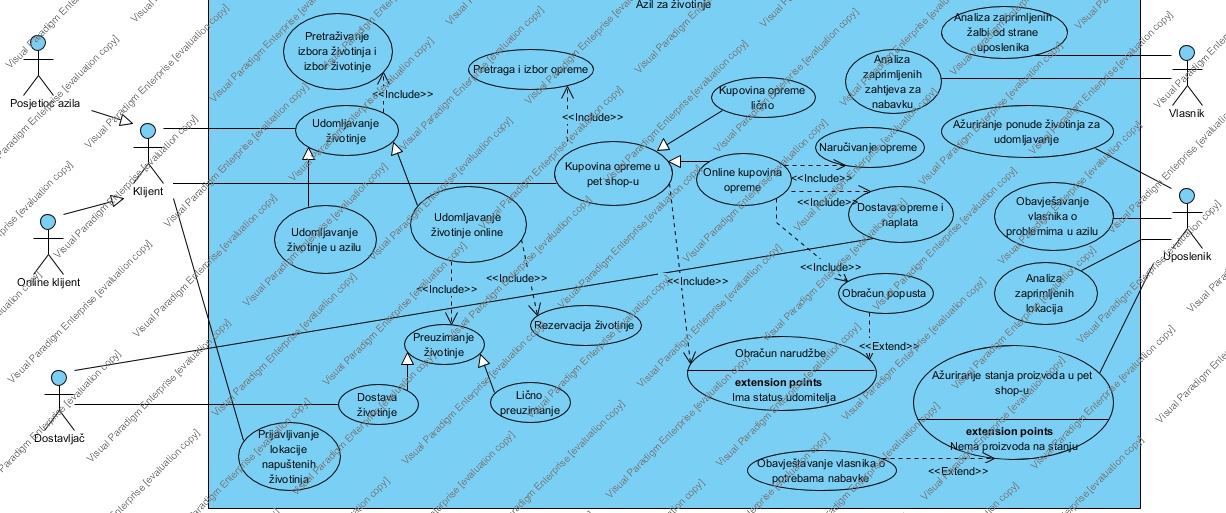 Azil za životinje
Posjetioc azila
Klijent
Online klijent
Dostavljač
Vlasnik
Uposlenik
Pretraživanje
izbora životinja i
izbor životinje
<<Include>>
Udomljavanje
životinje
Udomljavanje
životinje u azilu
Udomljavanje
životinje online
<<Include>>
<<Include>>
Preuzimanje
životinje
Rezervacija životinje
Dostava
životinje
Lično
preuzimanje
Prijavljivanje
lokacije
napuštenih
životinja
Pretraga i izbor opreme
<<Include>>
Kupovina opreme u
pet shop-u
Kupovina opreme
lično
Online kupovina
opreme
Naručivanje opreme
<<Include>>
<<Include>>
Dostava opreme i
naplata
<<Include>>
<<Include>>
Obračun popusta
<<Extend>>
Obračun narudžbe
extension points
Ima status udomitelja
Analiza zaprimljenih
žalbi od strane
uposlenika
Analiza
zaprimljenih
zahtjeva za
nabavku
Ažuriranje ponude životinja za
udomljavanje
Obavješavanje
vlasnika o
problemima u azilu
Analiza
zaprimljenih
lokacija
Ažuriranje stanja proizvoda u pet
shop-u
extension points
Nema proizvoda na stanju
Obavještavanje vlasnika o
potrebama nabavke
<<Extend>>
Visual Paradigm Enterprise [evaluation copy]